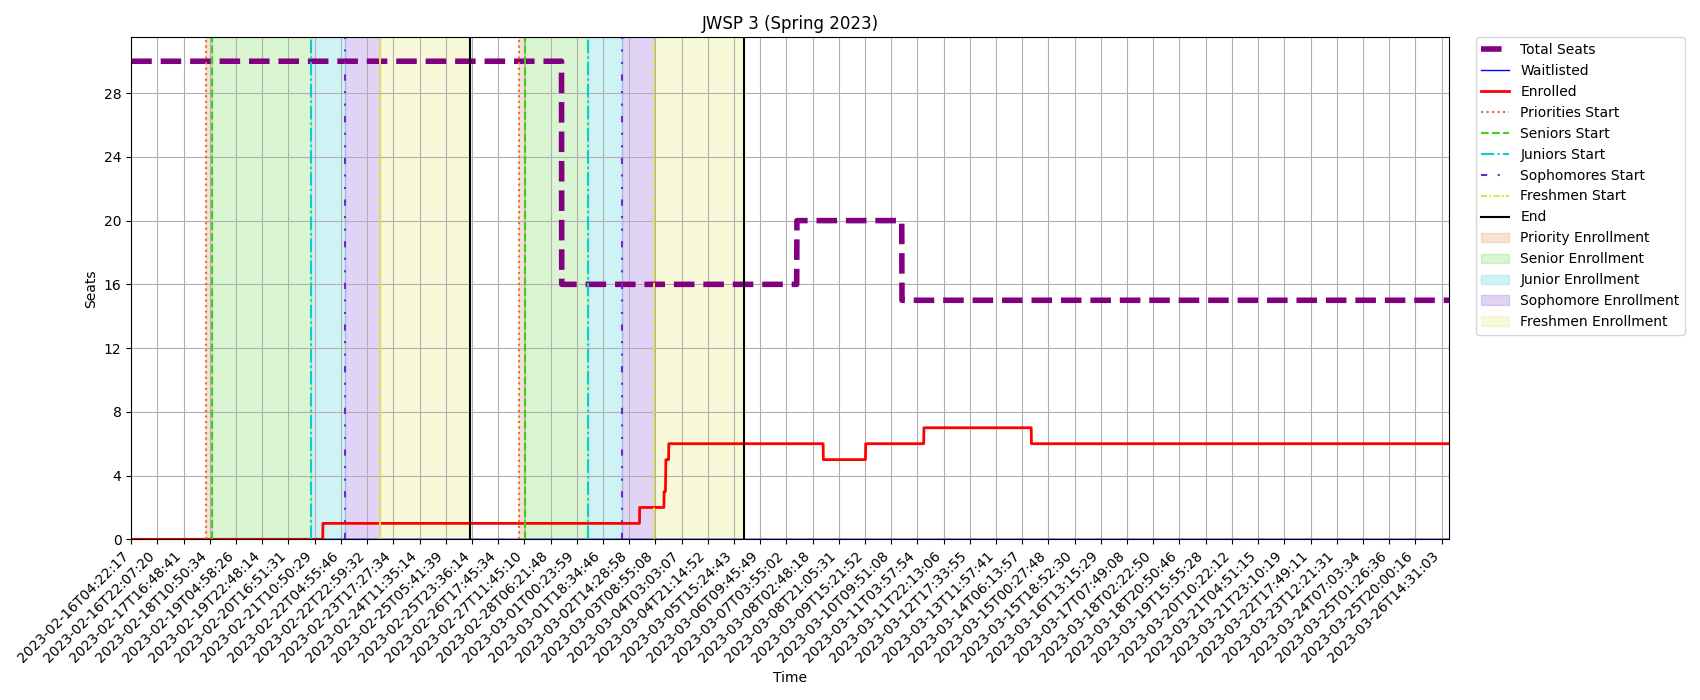 JWSP 3 (Spring 2023)
Seats
28
24
20
16
12
8
4
0
2023-02-16T04:22:17
2023-02-16T22:07:20
2023-02-17T16:48:41
2023-02-18T10:50:34
2023-02-19T04:58:26
2023-02-19T22:48:14
2023-02-20T16:51:31
2023-02-21T10:50:29
2023-02-22T04:55:46
2023-02-22T22:59:32
2023-02-23T17:27:34
2023-02-24T11:35:14
2023-02-25T05:41:39
2023-02-25T23:36:14
2023-02-26T17:45:34
2023-02-27T11:45:10
2023-02-28T06:21:48
2023-03-01T00:23:59
2023-03-01T18:34:46
2023-03-02T14:28:58
2023-03-03T08:55:08
2023-03-04T03:03:07
2023-03-04T21:14:52
2023-03-05T15:24:43
2023-03-06T09:45:49
2023-03-07T03:55:02
2023-03-08T02:48:18
2023-03-08T21:05:31
2023-03-09T15:21:52
2023-03-10T09:51:08
2023-03-11T03:57:54
2023-03-11T22:13:06
2023-03-12T17:33:55
2023-03-13T11:57:41
2023-03-14T06:13:57
2023-03-15T00:27:48
2023-03-15T18:52:30
2023-03-16T13:15:29
2023-03-17T07:49:08
2023-03-18T02:22:50
2023-03-18T20:50:46
2023-03-19T15:55:28
2023-03-20T10:22:12
2023-03-21T04:51:15
2023-03-21T23:10:19
2023-03-22T17:49:11
2023-03-23T12:21:31
2023-03-24T07:03:34
2023-03-25T01:26:36
2023-03-25T20:00:16
2023-03-26T14:31:03
Time
Total Seats
Waitlisted
Enrolled
Priorities Start
Seniors Start
Juniors Start
Sophomores Start
Freshmen Start
End
Priority Enrollment
Senior Enrollment
Junior Enrollment
Sophomore Enrollment
Freshmen Enrollment